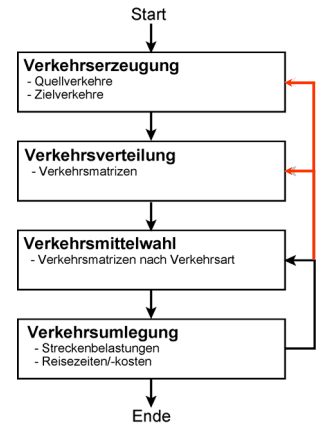 Start
Verkehrserzeugung
- Quellverkehre
- Zielverkehre
Verkehrsverteilung
- Verkehrsmatrizen
Verkehrsmittelwahl
- Verkehrsmatrizen nach Verkehrsart
Verkehrsumlegung
- Streckenbelastungen
- Reisezeiten/-kosten
Ende